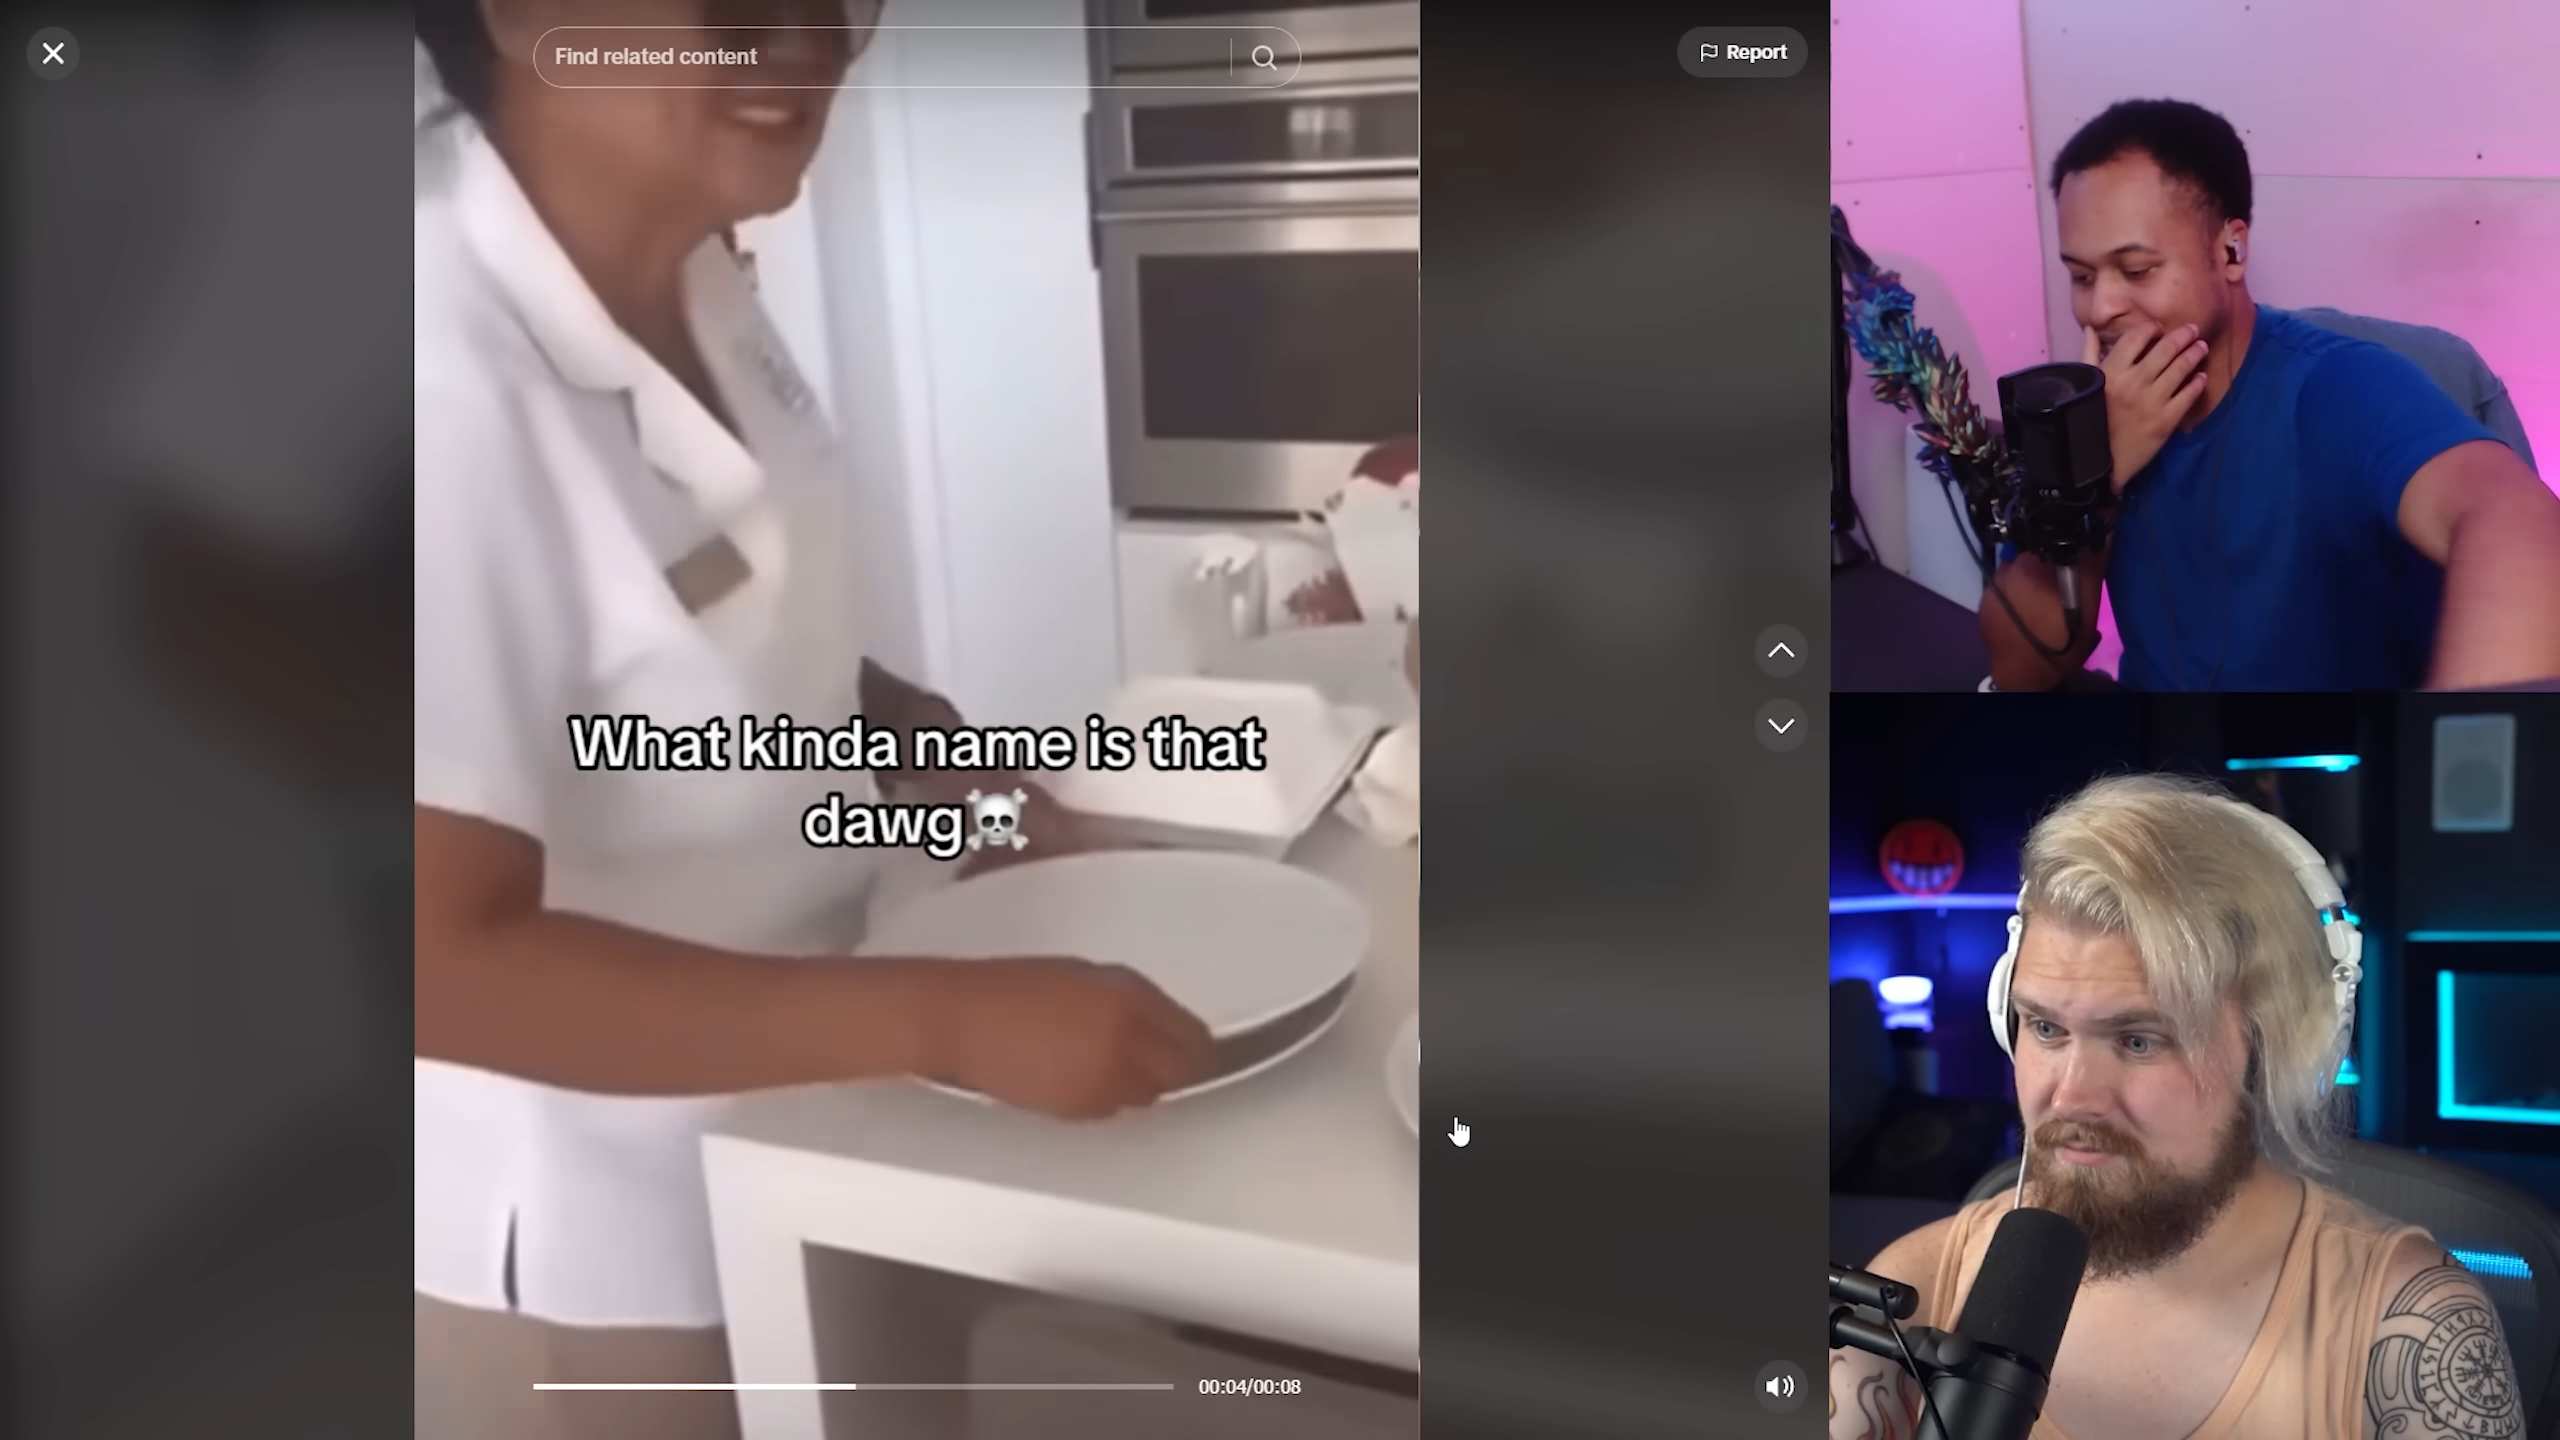 Find related content
Report
What kinda name is that
dawg☠️
00:04/00:08